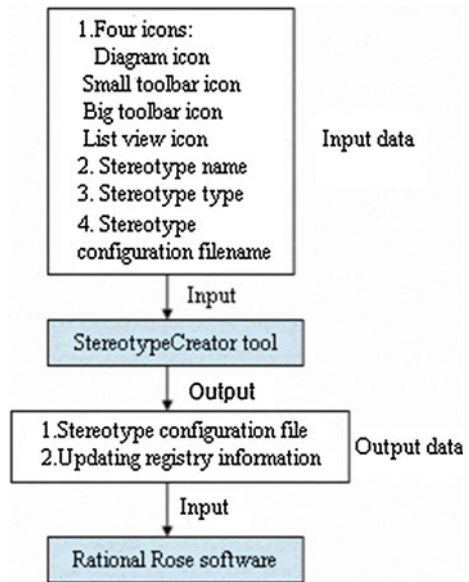 1.Four icons:
Diagram icon
Small toolbar icon
Big toolbar icon
List view icon
2. Stereotype name
3. Stereotype type
4. Stereotype
configuration filename
Input data
Input
StereotypeCreator tool
Output
1.Stereotype configuration file
2.Updating registry information
Output data
Input
Rational Rose software